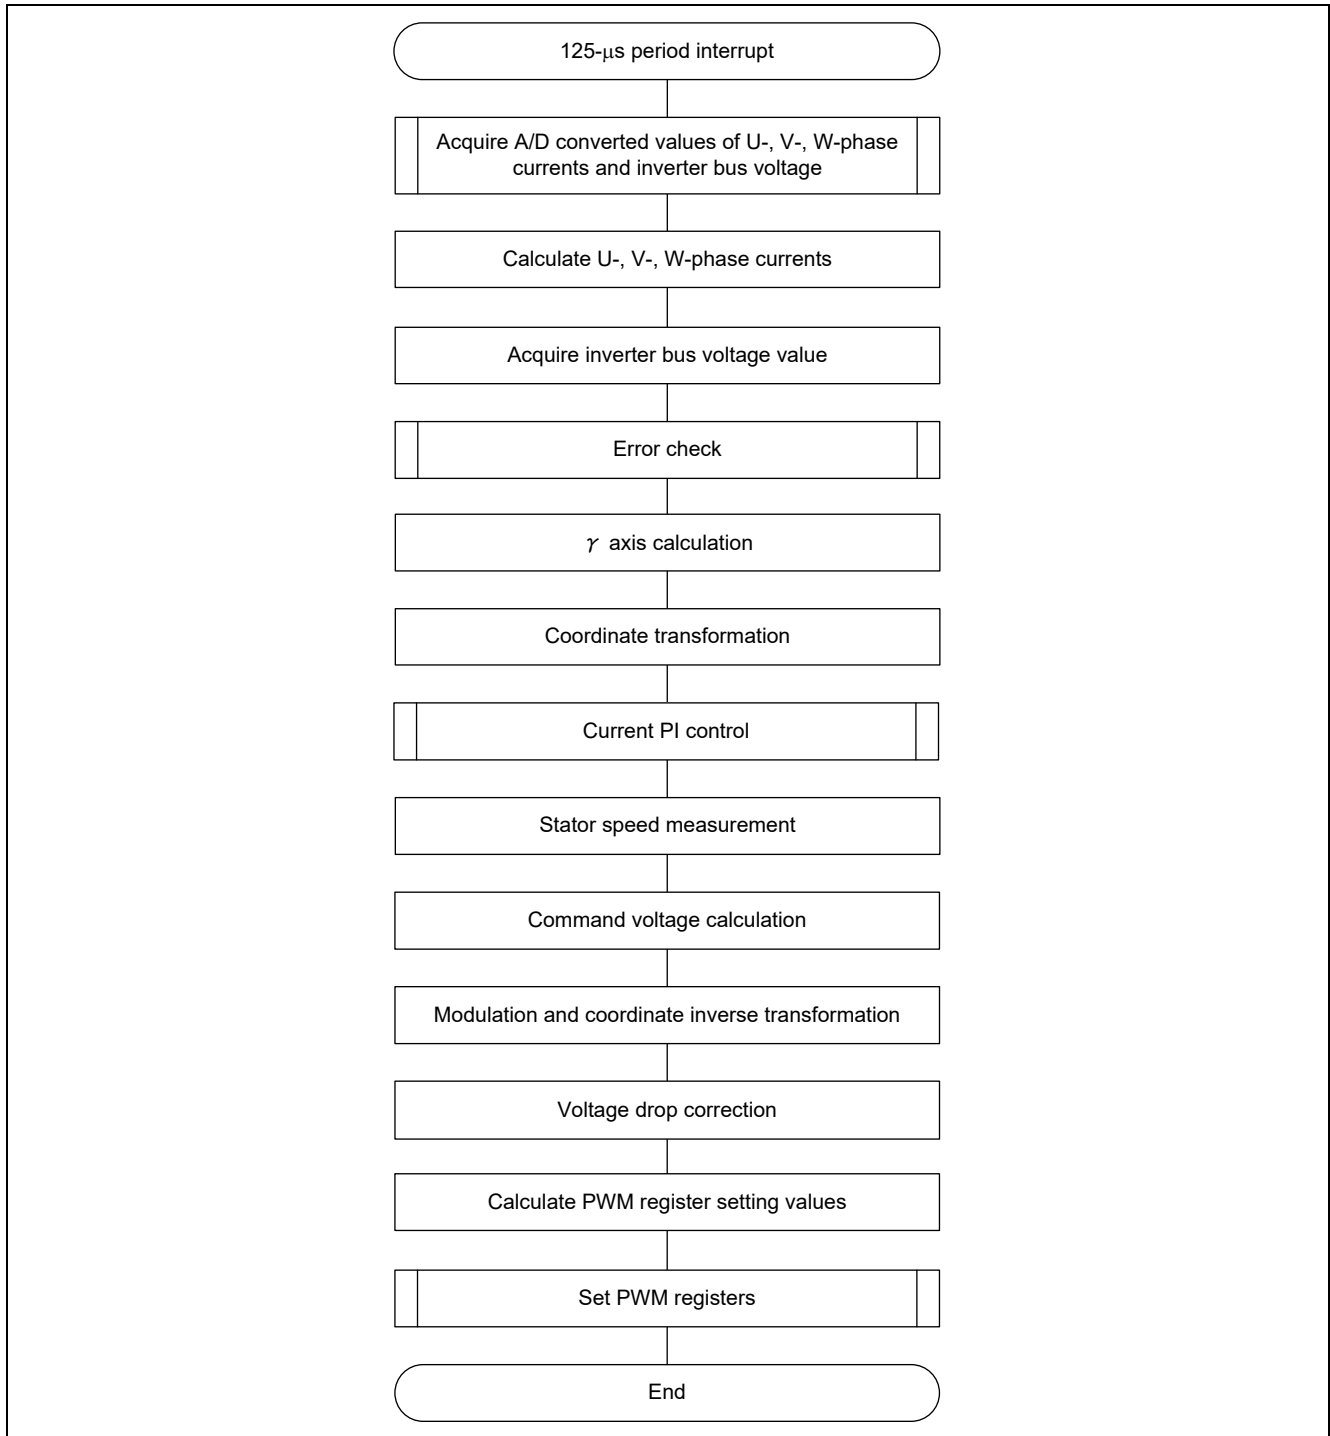 125-μs period interrupt
Acquire A/D converted values of U-, V-, W-phase
currents and inverter bus voltage
Calculate U-, V-, W-phase currents
Acquire inverter bus voltage value
Error check
γ axis calculation
Coordinate transformation
Current PI control
Stator speed measurement
Command voltage calculation
Modulation and coordinate inverse transformation
Voltage drop correction
Calculate PWM register setting values
Set PWM registers
End